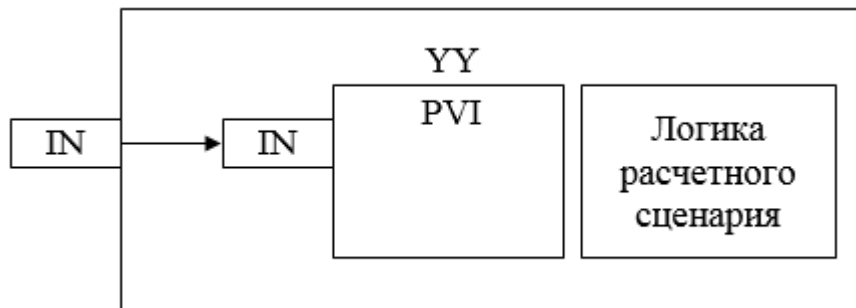 YY
PVI
IN
IN
Логика
расчетного
сценария